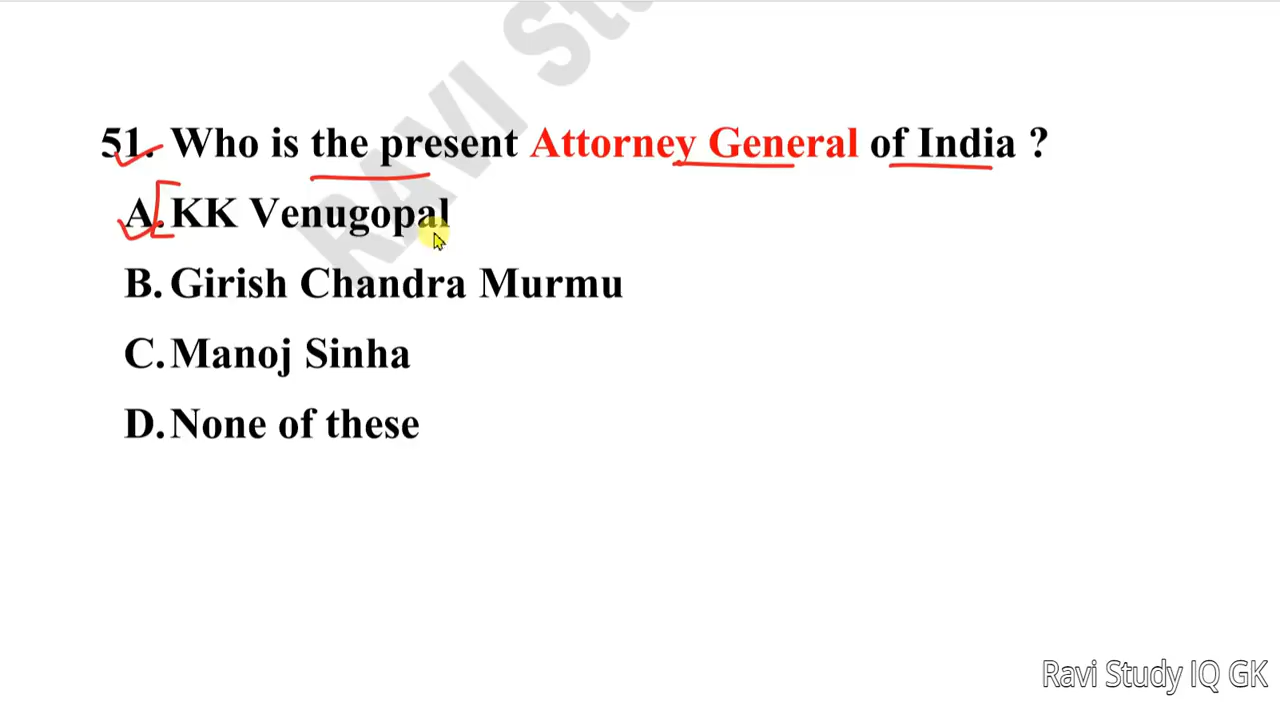 RAVI Stu
51. Who is the present Attorney General of India ?
A. KK Venugopal
B. Girish Chandra Murmu
C. Manoj Sinha
D. None of these
Ravi Study IQ GK